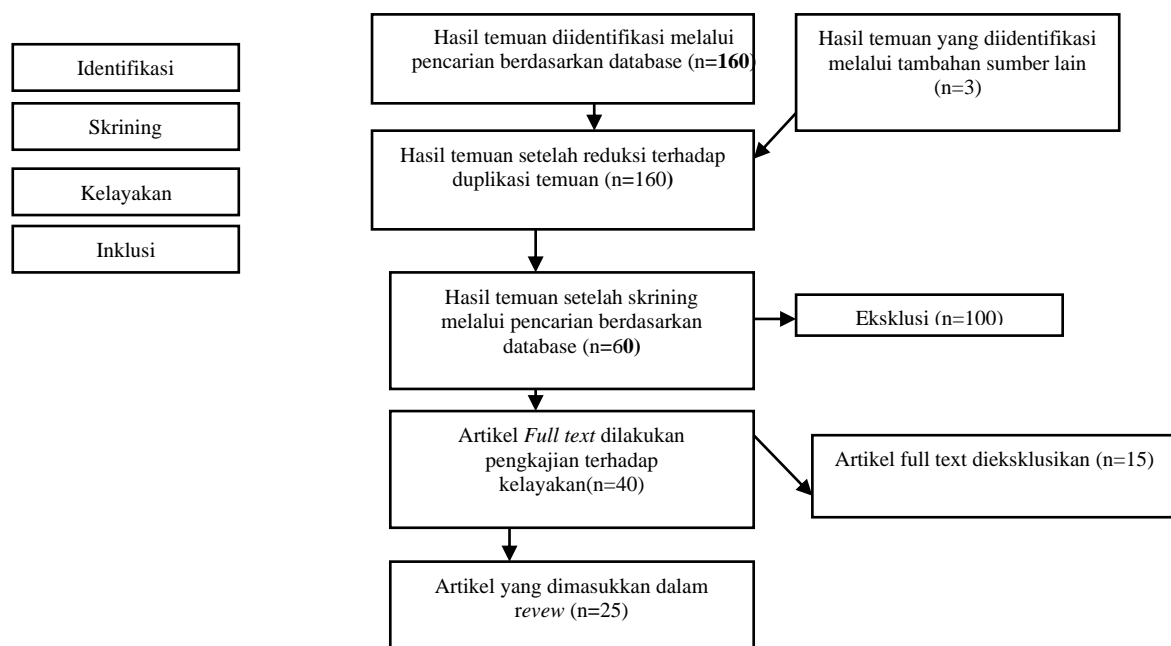 Identifikasi
Skrining
Kelayakan
Inklusi
Hasil temuan diidentifikasi melalui
pencarian berdasarkan database (n=160)
Hasil temuan yang diidentifikasi
melalui tambahan sumber lain
(n=3)
Hasil temuan setelah reduksi terhadap
duplikasi temuan (n=160)
Hasil temuan setelah skrining
melalui pencarian berdasarkan
database (n=60)
Eksklusi (n=100)
Artikel Full text dilakukan
pengkajian terhadap
kelayakan(n=40)
Artikel full text dieksklusikan (n=15)
Artikel yang dimasukkan dalam
revew (n=25)